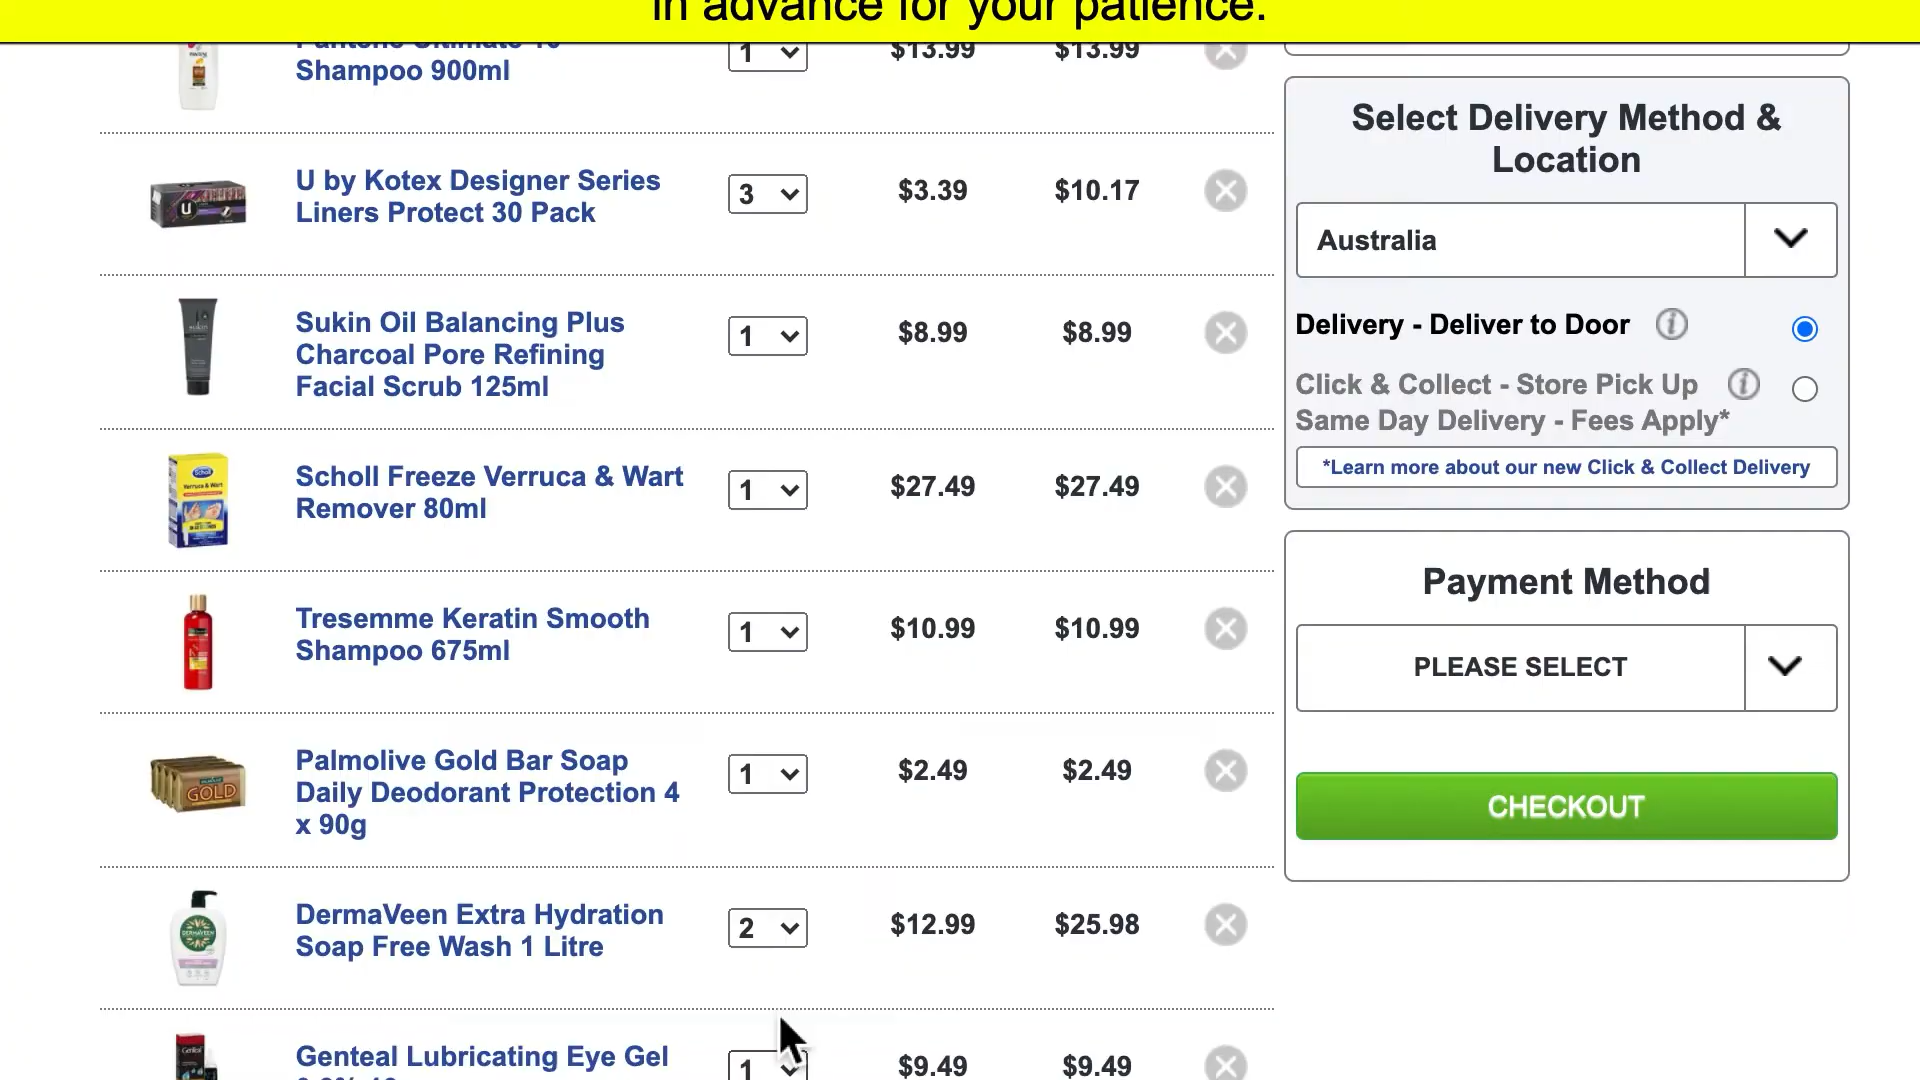 in advance for your patience.
Shampoo 900ml
1
$13.99
$13.99
U by Kotex Designer Series
Liners Protect 30 Pack
3
$3.39
$10.17
Sukin Oil Balancing Plus
Charcoal Pore Refining
Facial Scrub 125ml
1
$8.99
$8.99
Scholl Freeze Verruca & Wart
Remover 80ml
1
$27.49
$27.49
Tresemme Keratin Smooth
Shampoo 675ml
1
$10.99
$10.99
GOLD
Palmolive Gold Bar Soap
Daily Deodorant Protection 4
x 90g
1
$2.49
$2.49
DermaVeen Extra Hydration
Soap Free Wash 1 Litre
2
$12.99
$25.98
Genteal Lubricating Eye Gel
1
$9.49
$9.49
Select Delivery Method &
Location
Australia
Delivery - Deliver to Door
Click & Collect - Store Pick Up
Same Day Delivery - Fees Apply*
*Learn more about our new Click & Collect Delivery
Payment Method
PLEASE SELECT
CHECKOUT